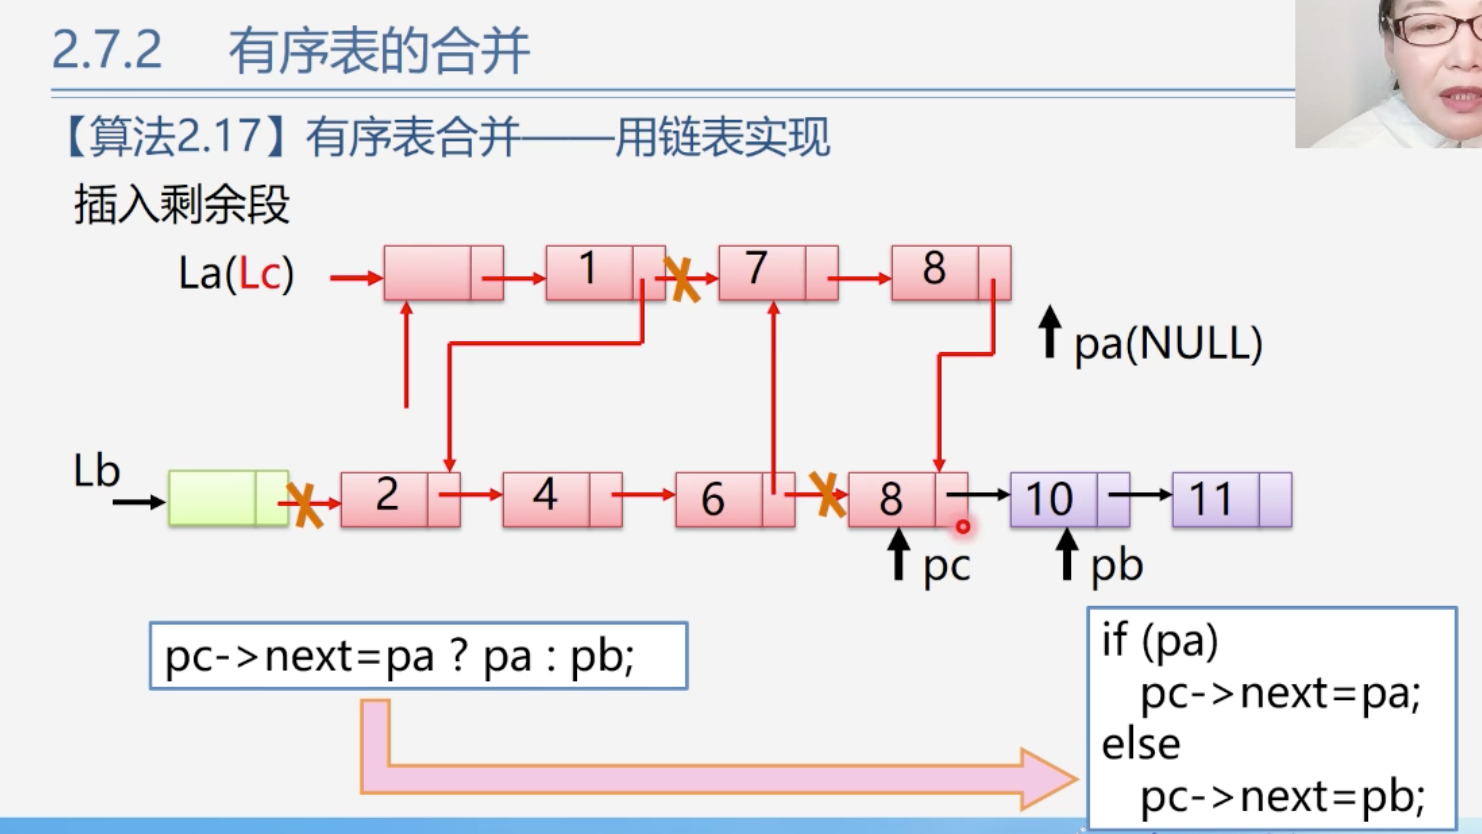 2.7.2 有序表的合并
【算法2.17】有序表合并——用链表实现
插入剩余段
La(Lc) 1 7 8
pa(NULL)
Lb 2 4 6 8 10 11
pc pb
pc->next=pa ? pa : pb;
if (pa)
pc->next=pa;
else
pc->next=pb;